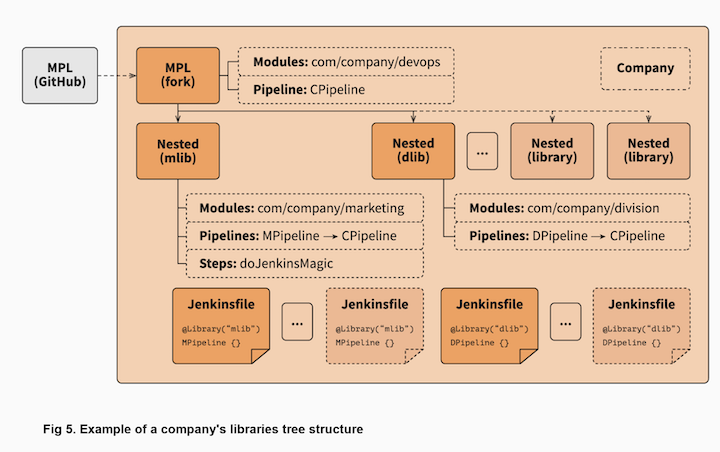 MPL
(GitHub)
MPL
(fork)
Modules: com/company/devops
Pipeline: CPipeline
Company
Nested
(mlib)
Nested
(dlib)
...
Nested
(library)
Nested
(library)
Modules: com/company/marketing
Pipelines: MPipeline → CPipeline
Steps: doJenkinsMagic
Modules: com/company/division
Pipelines: DPipeline → CPipeline
Jenkinsfile
@Library("mlib")
MPipeline {}
...
Jenkinsfile
@Library("mlib")
MPipeline {}
Jenkinsfile
@Library("dlib")
DPipeline {}
...
Jenkinsfile
@Library("dlib")
DPipeline {}
Fig 5. Example of a company's libraries tree structure